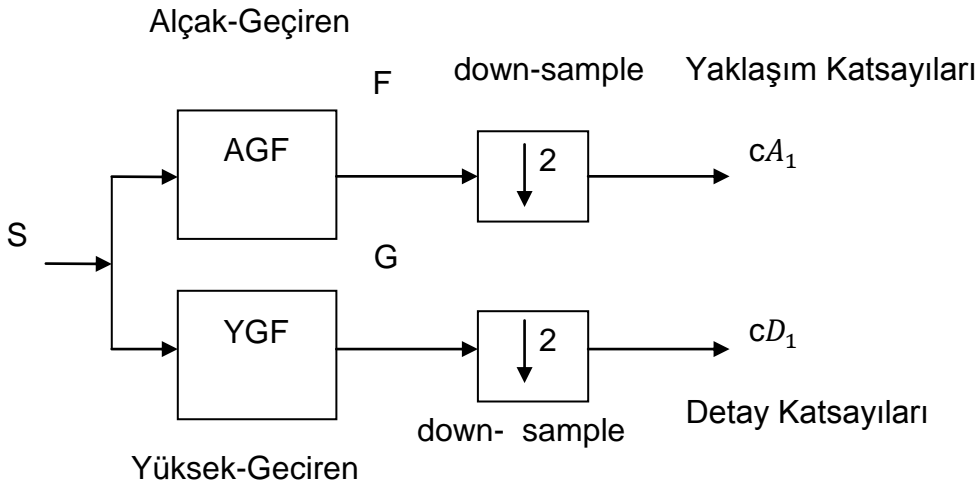 Alçak-Geçiren
F
down-sample
Yaklaşım Katsayıları
AGF
2
cA₁
S
G
YGF
2
cD₁
down- sample
Detay Katsayıları
Yüksek-Geciren